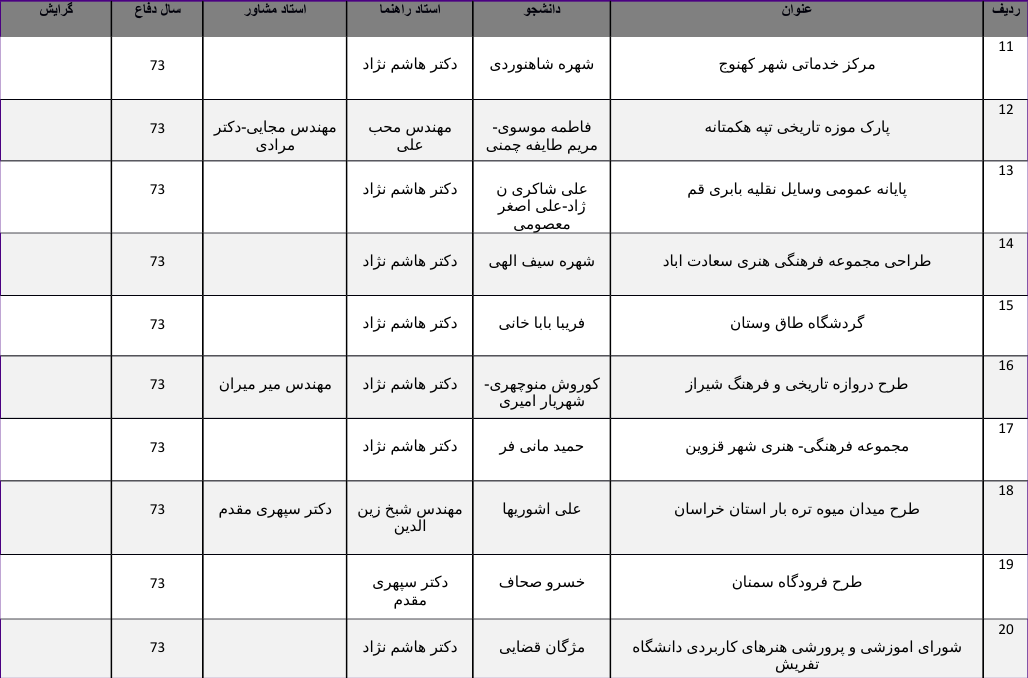 ردیف عنوان دانشجو استاد راهنما استاد مشاور سال دفاع گرایش
11 مرکز خدماتی شهر کهنوج شهره شاهنوردی دکتر هاشم نژاد 73
12 پارک موزه تاریخی تپه هکمتانه فاطمه موسوی- مهندس محب مهندس مجابی-دکتر 73
مریم طایفه چمنی علی مرادی
13 پایانه عمومی وسایل نقلیه بابری قم علی شاکری ن دکتر هاشم نژاد 73
ژاد-علی اصغر
معصومی
14 طراحی مجموعه فرهنگی هنری سعادت اباد شهره سیف الهی دکتر هاشم نژاد 73
15 گردشگاه طاق وستان فریبا بابا خانی دکتر هاشم نژاد 73
16 طرح دروازه تاریخی و فرهنگ شیراز کوروش منوچهری- دکتر هاشم نژاد مهندس میر میران 73
شهریار امیری
17 مجموعه فرهنگی- هنری شهر قزوین حمید مانی فر دکتر هاشم نژاد 73
18 طرح میدان میوه تره بار استان خراسان علی اشوریها مهندس شبخ زین دکتر سپهری مقدم 73
الدین
19 طرح فرودگاه سمنان خسرو صحاف دکتر سپهری 73
مقدم
20 شورای اموزشی و پرورشی هنرهای کاربردی دانشگاه مژگان قضایی دکتر هاشم نژاد 73
تفریش